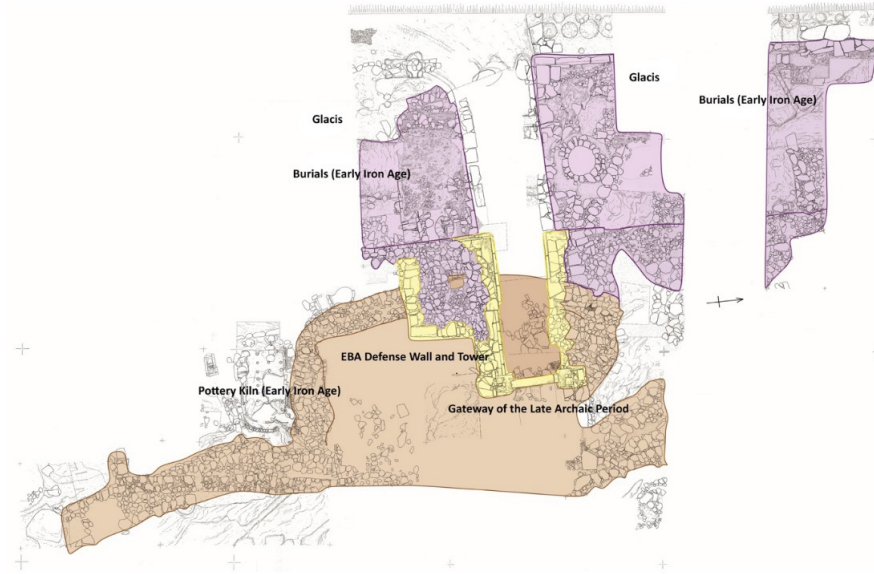 Glacis
Burials (Early Iron Age)
Glacis
Burials (Early Iron Age)
EBA Defense Wall and Tower
Pottery Kiln (Early Iron Age)
Gateway of the Late Archaic Period